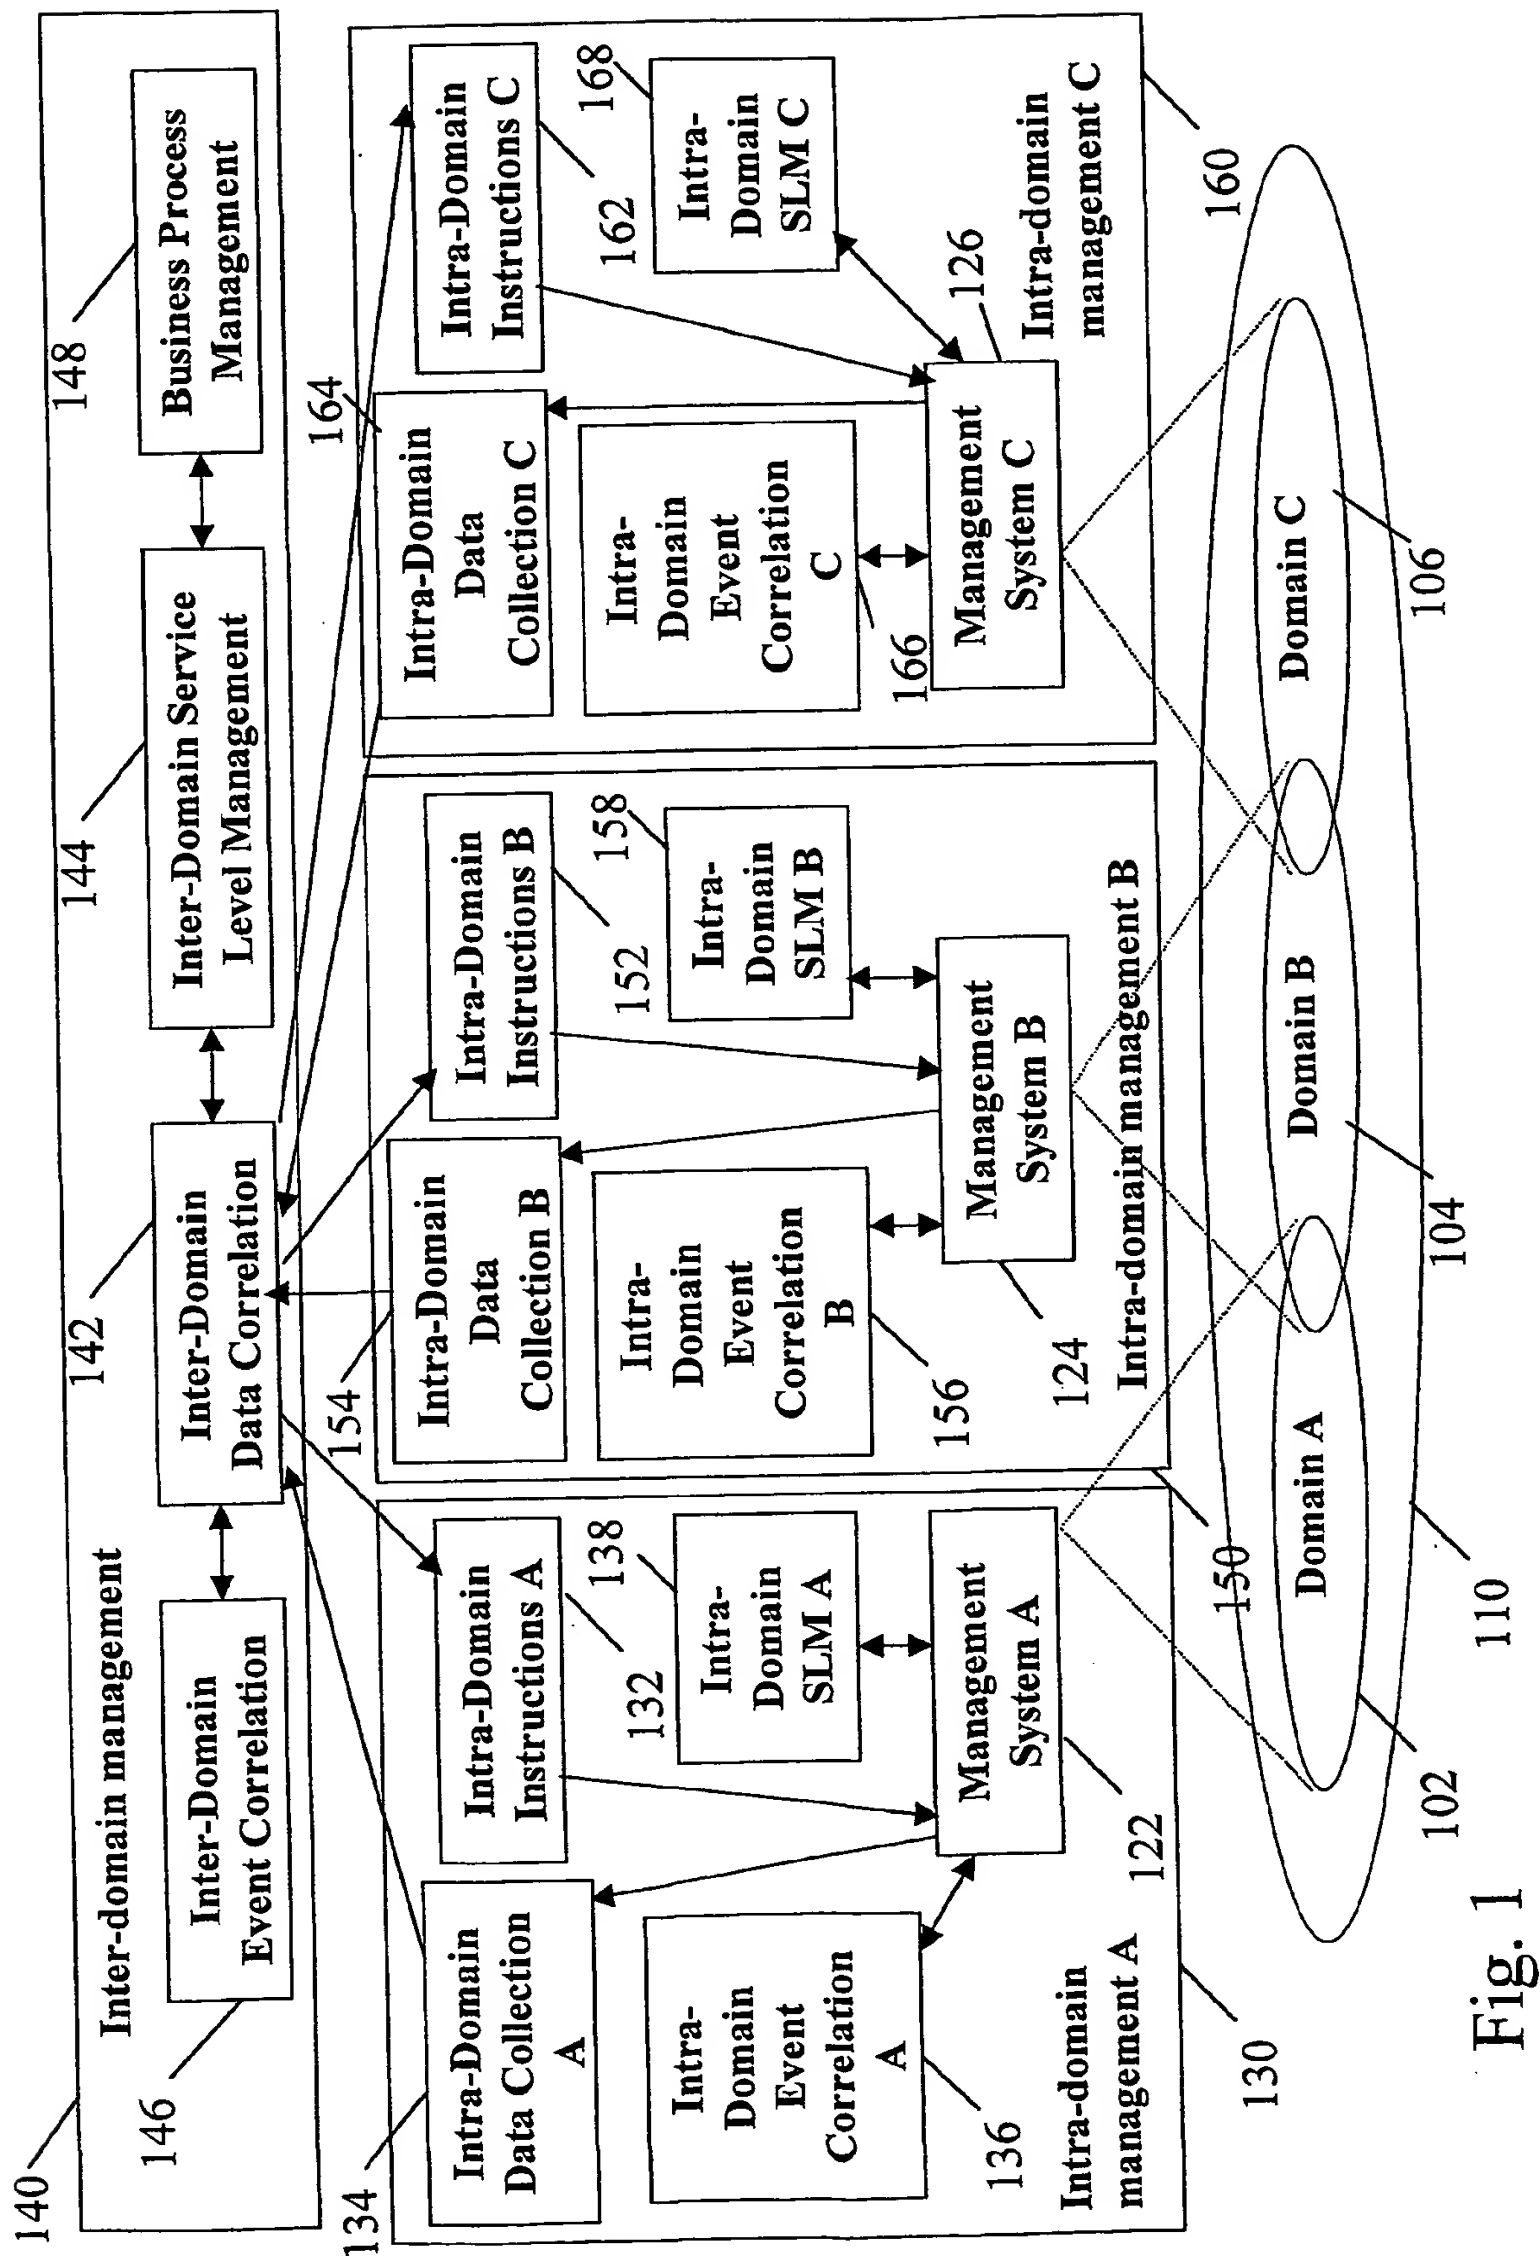 140
Inter-domain management
146
Inter-Domain
Event Correlation
142
Inter-Domain
Data Correlation
144
Inter-Domain Service
Level Management
148
Business Process
Management
134
Intra-Domain
Data Collection
A
Intra-Domain
Instructions A
132
Intra-
Domain
Event
Correlation
A
136
138
Intra-
Domain
SLM A
Management
System A
122
Intra-domain
management A
130
154
Intra-Domain
Data
Collection B
Intra-Domain
Instructions B
152
Intra-
Domain
Event
Correlation
B
156
158
Intra-
Domain
SLM B
Management
System B
124
Intra-domain management B
150
164
Intra-Domain
Data
Collection C
Intra-Domain
Instructions C
162
Intra-
Domain
Event
Correlation
C
166
168
Intra-
Domain
SLM C
Management
System C
126
Intra-domain
management C
160
Domain A
Domain B
Domain C
102
110
104
106
Fig. 1